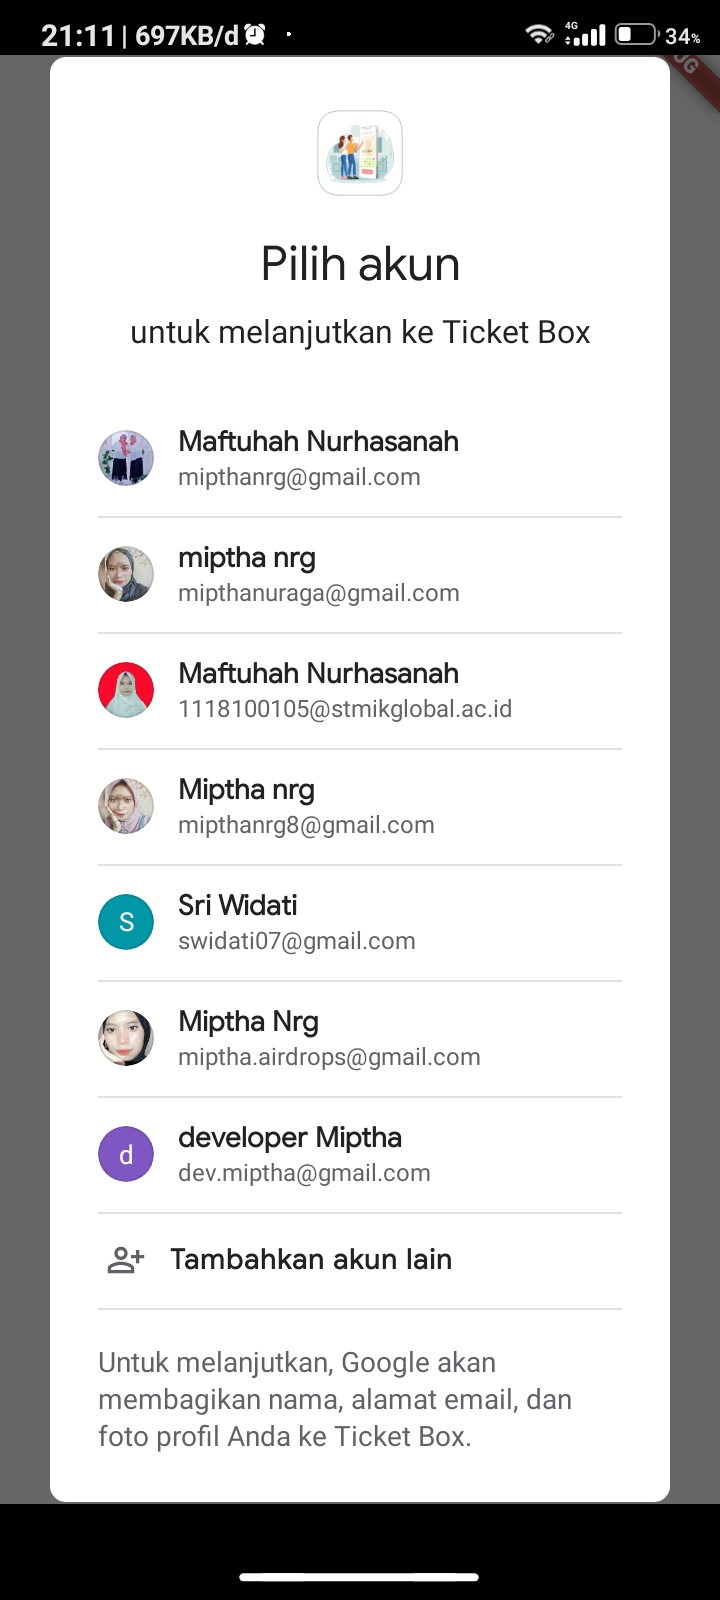 21:11 | 697KB/d
4G
34%
UG
Pilih akun
untuk melanjutkan ke Ticket Box
Maftuhah Nurhasanah
mipthanrg@gmail.com
miptha nrg
mipthanuraga@gmail.com
Maftuhah Nurhasanah
1118100105@stmikglobal.ac.id
Miptha nrg
mipthanrg8@gmail.com
S
Sri Widati
swidati07@gmail.com
Miptha Nrg
miptha.airdrops@gmail.com
d
developer Miptha
dev.miptha@gmail.com
Tambahkan akun lain
Untuk melanjutkan, Google akan
membagikan nama, alamat email, dan
foto profil Anda ke Ticket Box.